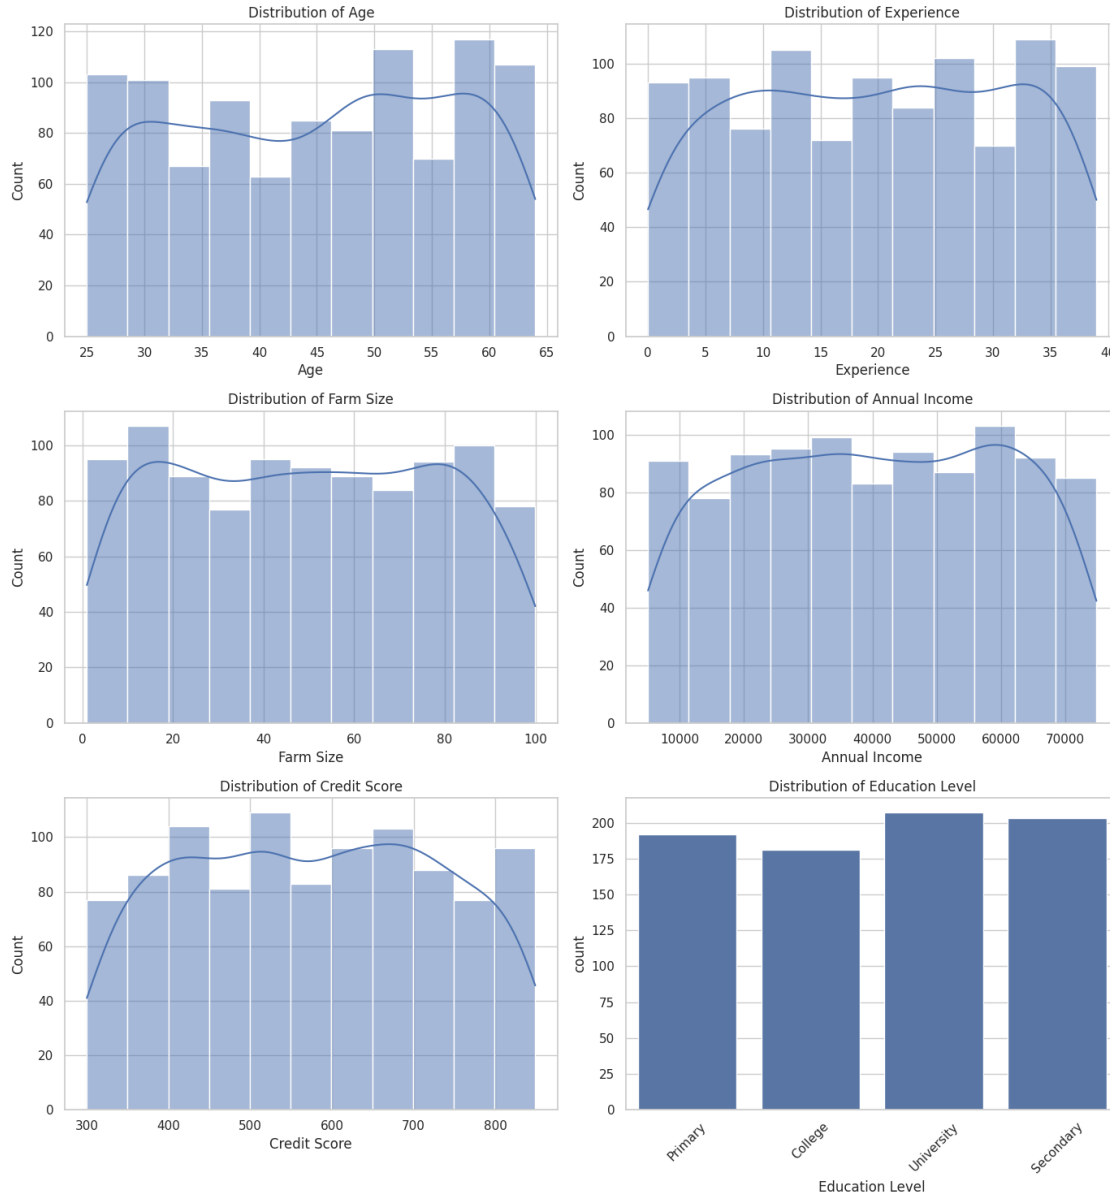 Distribution of Age
Count
120
100
80
60
40
20
0
25 30 35 40 45 50 55 60 65
Age
Distribution of Experience
Count
100
80
60
40
20
0
0 5 10 15 20 25 30 35 40
Experience
Distribution of Farm Size
Count
100
80
60
40
20
0
0 20 40 60 80 100
Farm Size
Distribution of Annual Income
Count
100
80
60
40
20
0
10000 20000 30000 40000 50000 60000 70000
Annual Income
Distribution of Credit Score
Count
100
80
60
40
20
0
300 400 500 600 700 800
Credit Score
Distribution of Education Level
count
200
175
150
125
100
75
50
25
0
Primary College University Secondary
Education Level